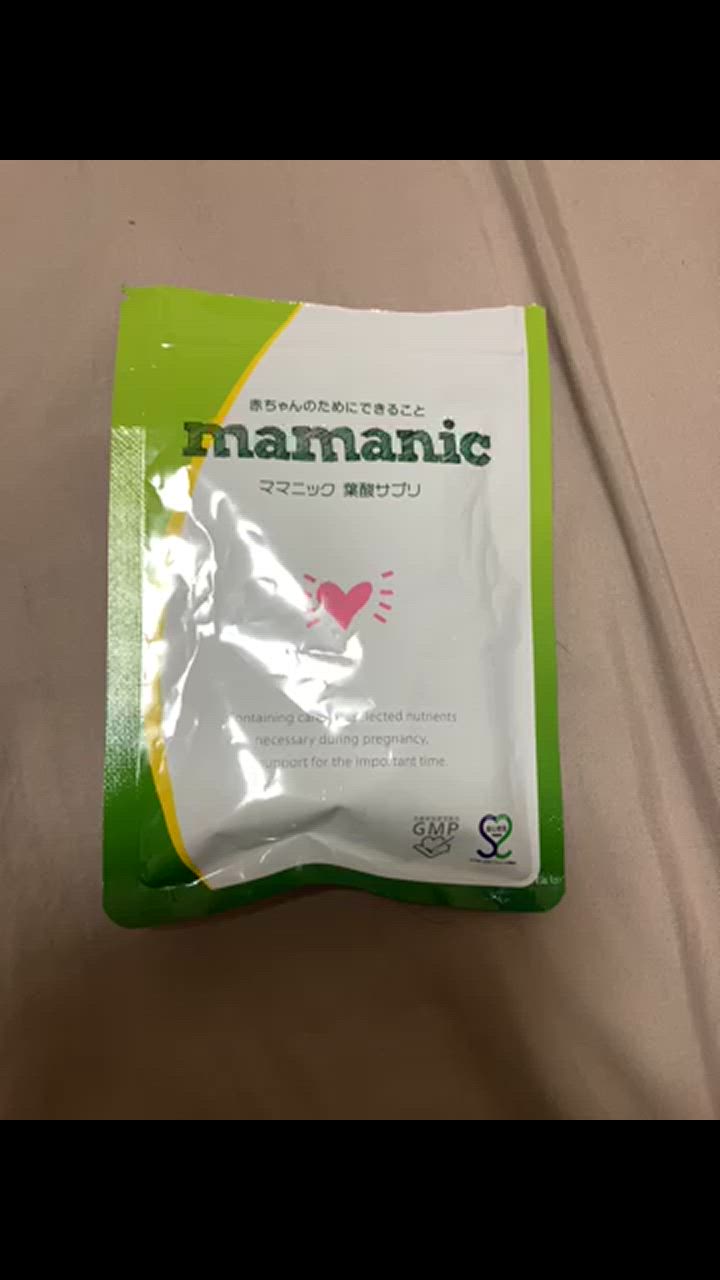 赤ちゃんのためにできること
mamanic
ママニック 葉酸サプリ
nutrients
necessary during pregnancy,
support for the important time.
GMP